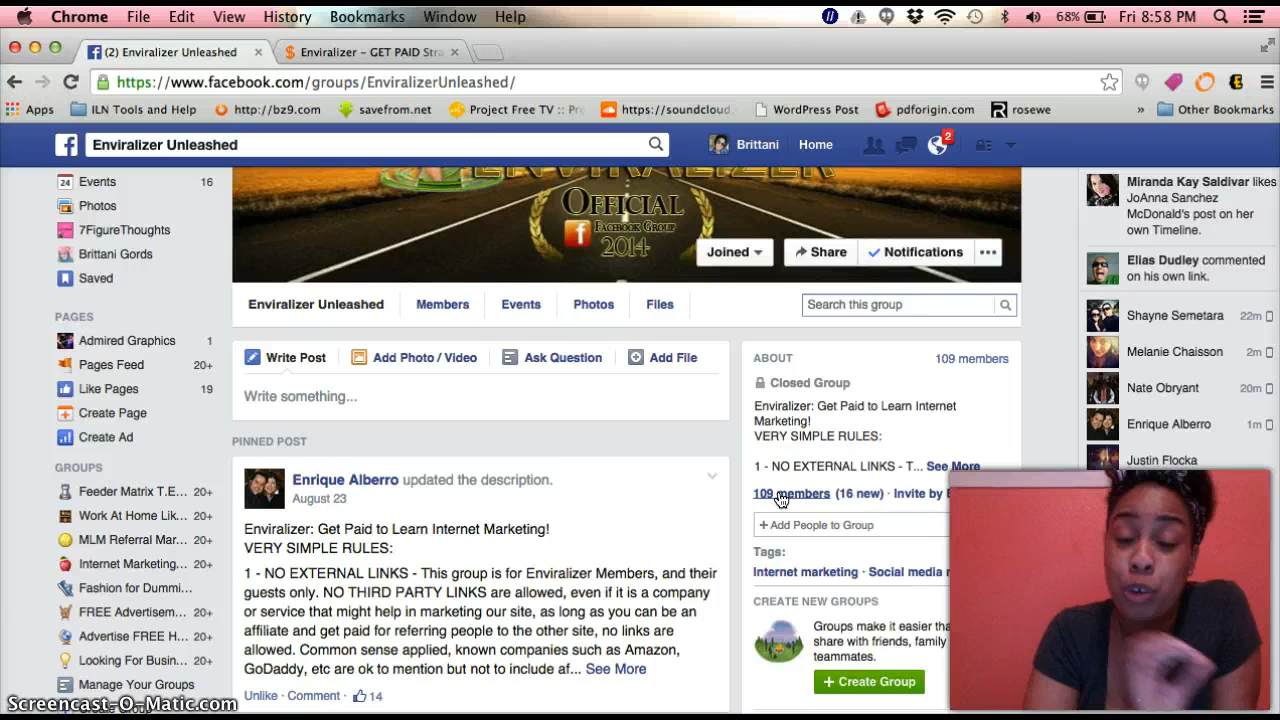 Chrome File Edit View History Bookmarks Window Help 68% Fri 8:58 PM
(2) Enviralizer Unleashed × Enviralizer – GET PAID Stra ×
https://www.facebook.com/groups/EnviralizerUnleashed/
Apps ILN Tools and Help http://bz9.com savefrom.net Project Free TV :: Pr https://soundcloud. WordPress Post pdforigin.com rosewe » Other Bookmarks
Enviralizer Unleashed Brittani Home 2
ENVIRALIZER
OFFICIAL
FACEBOOK GROUP
2014
Joined Share Notifications
Enviralizer Unleashed Members Events Photos Files Search this group
24 Events 16
Photos
7FigureThoughts
Brittani Gords
Saved
PAGES
Admired Graphics 1
Pages Feed 20+
Like Pages 19
Create Page
Create Ad
GROUPS
Feeder Matrix T.E... 20+
Work At Home Lik... 20+
MLM Referral Mar... 20+
Internet Marketing... 20+
Fashion for Dummi...
FREE Advertisem... 20+
Advertise FREE H... 20+
Looking For Busin... 20+
Manage Your Groups
Write Post Add Photo / Video Ask Question Add File
Write something...
PINNED POST
Enrique Alberro updated the description.
August 23
Enviralizer: Get Paid to Learn Internet Marketing!
VERY SIMPLE RULES:
1 - NO EXTERNAL LINKS - This group is for Enviralizer Members, and their
guests only. NO THIRD PARTY LINKS are allowed, even if it is a company
or service that might help in marketing our site, as long as you can be an
affiliate and get paid for referring people to the other site, no links are
allowed. Common sense applied, known companies such as Amazon,
GoDaddy, etc are ok to mention but not to include af... See More
Unlike · Comment · 14
ABOUT 109 members
Closed Group
Enviralizer: Get Paid to Learn Internet
Marketing!
VERY SIMPLE RULES:
1 - NO EXTERNAL LINKS - T... See More
109 members (16 new) · Invite by E
+ Add People to Group
Tags:
Internet marketing · Social media
CREATE NEW GROUPS
Groups make it easier tha
share with friends, family
teammates.
+ Create Group
Miranda Kay Saldivar likes
JoAnna Sanchez
McDonald's post on her
own Timeline.
Elias Dudley commented
on his own link.
Shayne Semetara 22m
Melanie Chaisson 2m
Nate Obryant 20m
Enrique Alberro 1m
Justin Flocka
Screencast-O-Matic.com